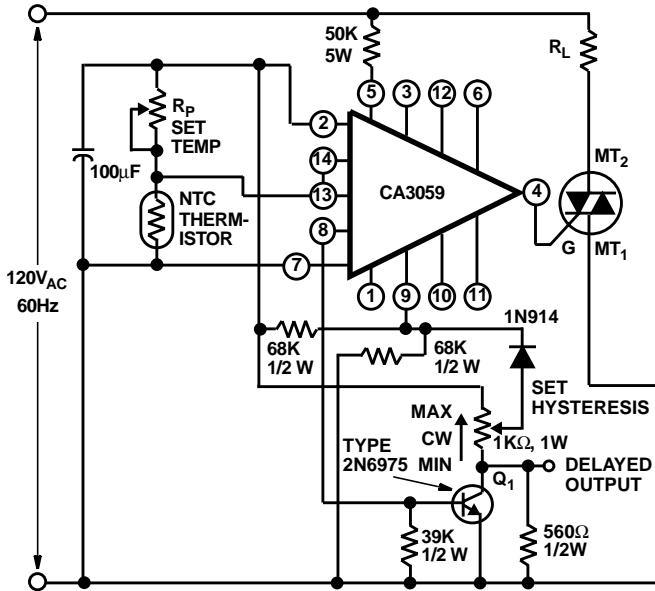 50K
5W
R_L
5
3
12
6
R_P
SET
TEMP
2
14
13
8
7
CA3059
4
MT_2
G
MT_1
100μF
NTC
THERM-
ISTOR
120V_AC
60Hz
1
9
10
11
1N914
68K
1/2 W
68K
1/2 W
SET
HYSTERESIS
MAX
CW
MIN
1KΩ, 1W
TYPE
2N6975
Q_1
DELAYED
OUTPUT
39K
1/2 W
560Ω
1/2W